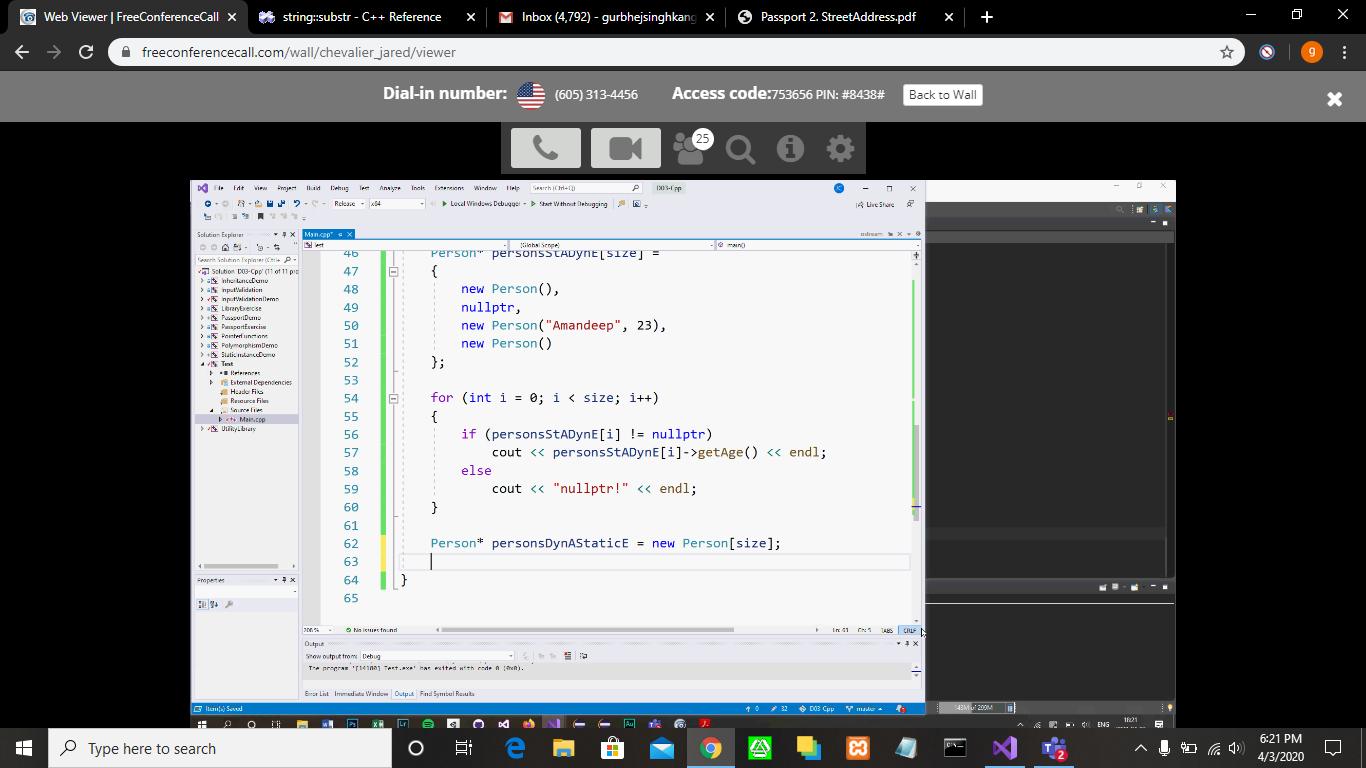 Web Viewer | FreeConferenceCall
string::substr - C++ Reference
Inbox (4,792) - gurbhejsinghkang
Passport 2. StreetAddress.pdf
freeconferencecall.com/wall/chevalier_jared/viewer
g
Dial-in number: (605) 313-4456 Access code:753656 PIN: #8438# Back to Wall
25
File Edit View Project Build Debug Test Analyze Tools Extensions Window Help Search (Ctrl+Q) D03-Cpp
Release x64 Local Windows Debugger Start Without Debugging Live Share
Solution Explorer
Search Solution Explorer (Ctrl+
Solution 'D03-Cpp' (11 of 11 pro
InheritanceDemo
InputValidation
InputValidationDemo
LibraryExercise
PassportDemo
PassportExercise
PointerFunctions
PolymorphismDemo
StaticInstanceDemo
Test
References
External Dependencies
Header Files
Resource Files
Source Files
Main.cpp
UtilityLibrary
Properties
Main.cpp*
ostream
Test (Global Scope) main()
46 Person* personsStADynE[size] =
47 {
48 new Person(),
49 nullptr,
50 new Person("Amandeep", 23),
51 new Person()
52 };
53
54 for (int i = 0; i < size; i++)
55 {
56 if (personsStADynE[i] != nullptr)
57 cout << personsStADynE[i]->getAge() << endl;
58 else
59 cout << "nullptr!" << endl;
60 }
61
62 Person* personsDynAStaticE = new Person[size];
63
64 }
65
No issues found Ln: 61 Ch: 5 TABS CRLF
Output
Show output from: Debug
The program '[14180] Test.exe' has exited with code 0 (0x0).
Error List Immediate Window Output Find Symbol Results
Item(s) Saved 0 32 D03-Cpp master
148M of 299M
ENG 18:21
Type here to search
2
6:21 PM
4/3/2020